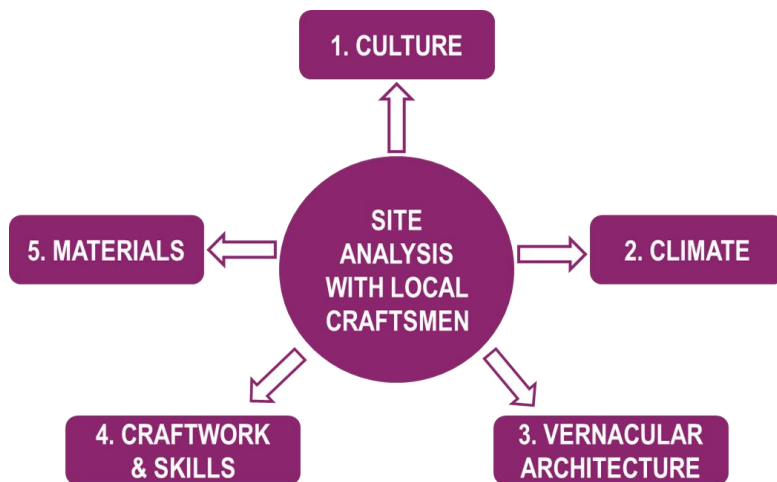 1. CULTURE
SITE
ANALYSIS
WITH LOCAL
CRAFTSMEN
2. CLIMATE
3. VERNACULAR
ARCHITECTURE
4. CRAFTWORK
& SKILLS
5. MATERIALS